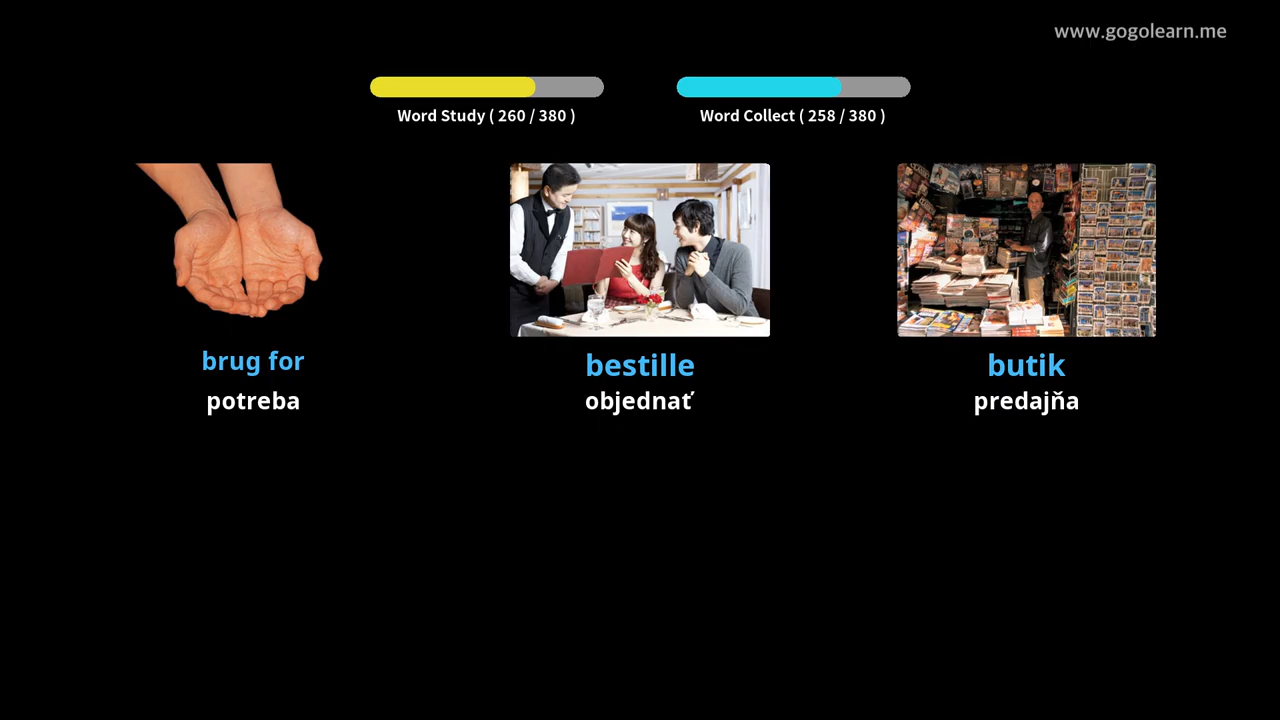 www.gogolearn.me
Word Study ( 260 / 380 )
Word Collect ( 258 / 380 )
brug for
potreba
bestille
objednať
butik
predajňa